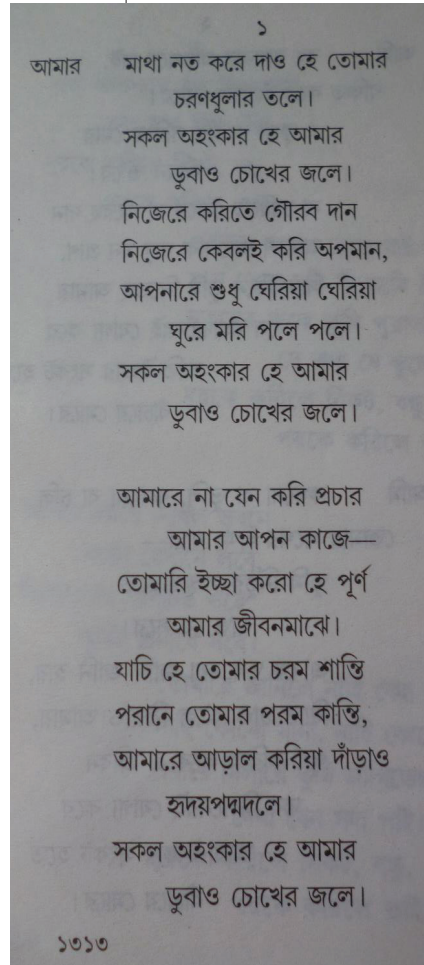 ১
আমার মাথা নত করে দাও হে তোমার
চরণধুলার তলে।
সকল অহংকার হে আমার
ডুবাও চোখের জলে।
নিজেরে করিতে গৌরব দান
নিজেরে কেবলই করি অপমান,
আপনারে শুধু ঘেরিয়া ঘেরিয়া
ঘুরে মরি পলে পলে।
সকল অহংকার হে আমার
ডুবাও চোখের জলে।
আমারে না যেন করি প্রচার
আমার আপন কাজে—
তোমারি ইচ্ছা করো হে পূর্ণ
আমার জীবনমাঝে।
যাচি হে তোমার চরম শান্তি
পরানে তোমার পরম কান্তি,
আমারে আড়াল করিয়া দাঁড়াও
হৃদয়পদ্মদলে।
সকল অহংকার হে আমার
ডুবাও চোখের জলে।
১৩১৩